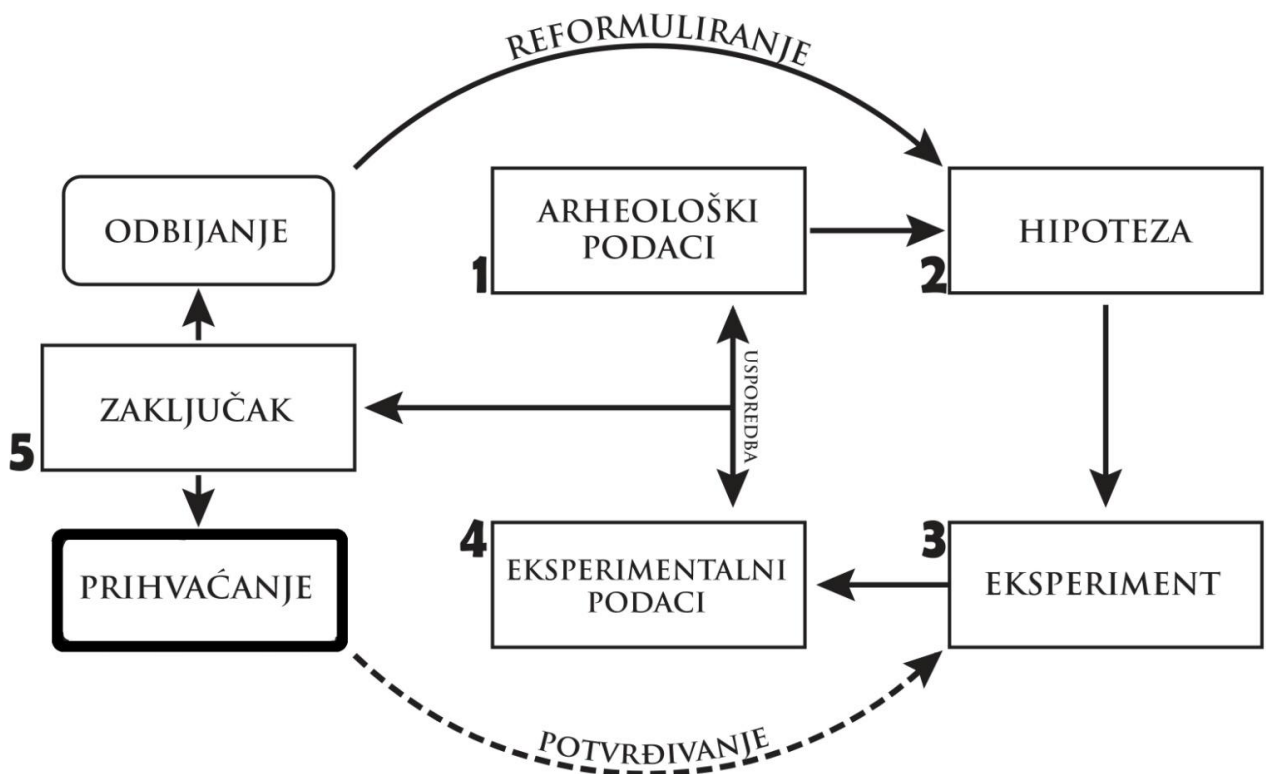 REFORMULIRANJE
ODBIJANJE
ARHEOLOŠKI
PODACI
1
HIPOTEZA
2
ZAKLJUČAK
5
USPOREDBA
PRIHVAĆANJE
4
EKSPERIMENTALNI
PODACI
3
EKSPERIMENT
POTVRĐIVANJE